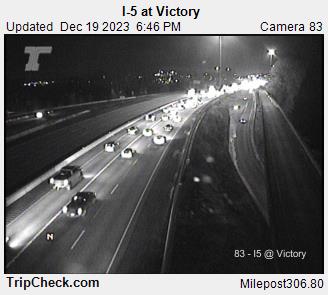 I-5 at Victory
Updated  Dec 19 2023  6:46 PM
Camera 83
T
N
83 - I5 @ Victory
TripCheck.com
Milepost306.80